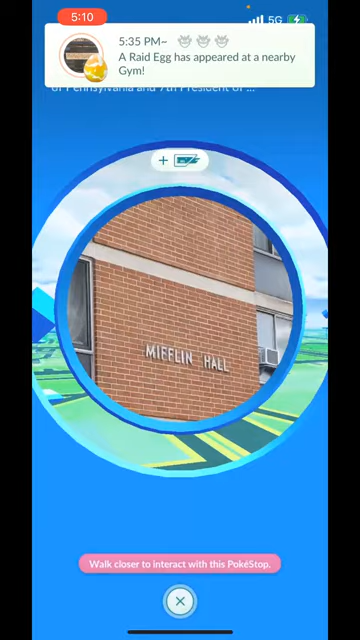 5:10
5G
5:35 PM~
A Raid Egg has appeared at a nearby
Gym!
of Pennsylvania and 7th President of ...
+
MIFFLIN HALL
Walk closer to interact with this PokéStop.